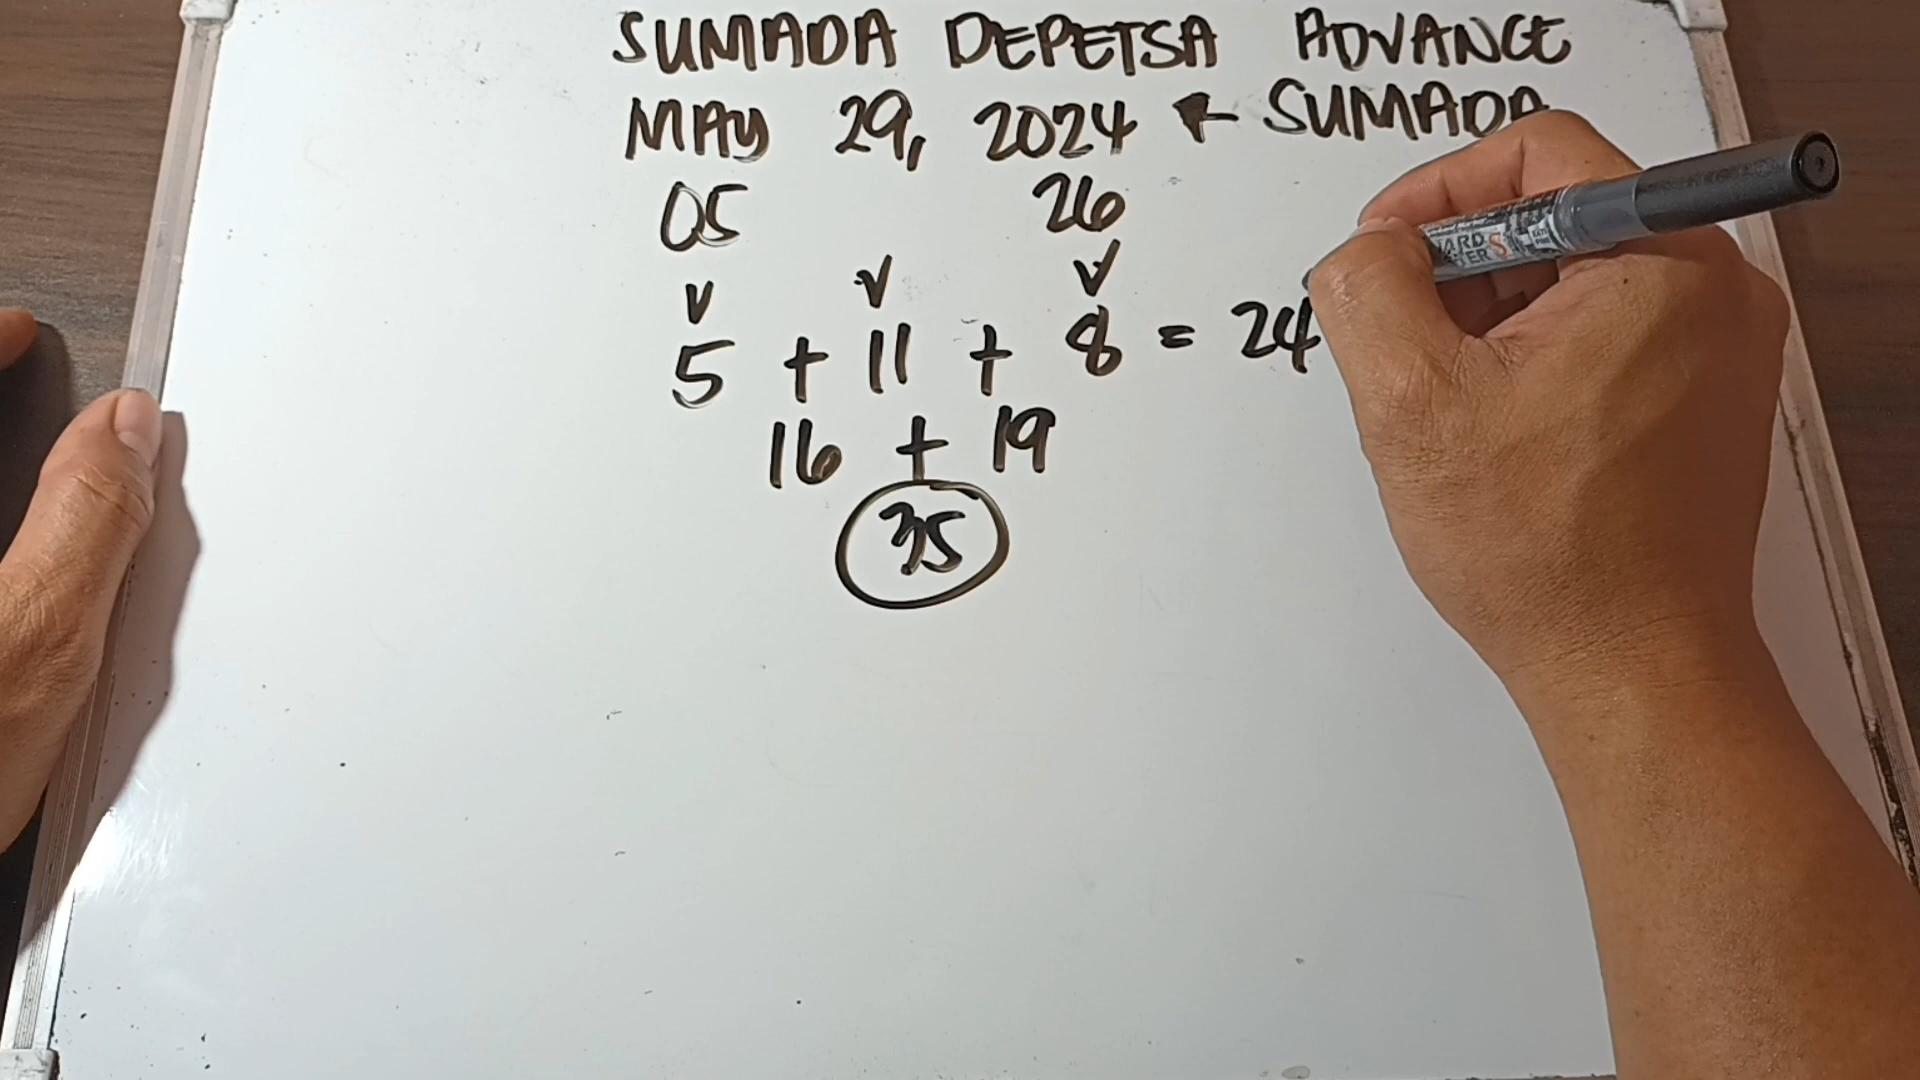 SUMADA DEPETSA ADVANCE
MAY 29, 2024 ← SUMADA
05 26
v v v
5 + 11 + 8 = 24
16 + 19
35